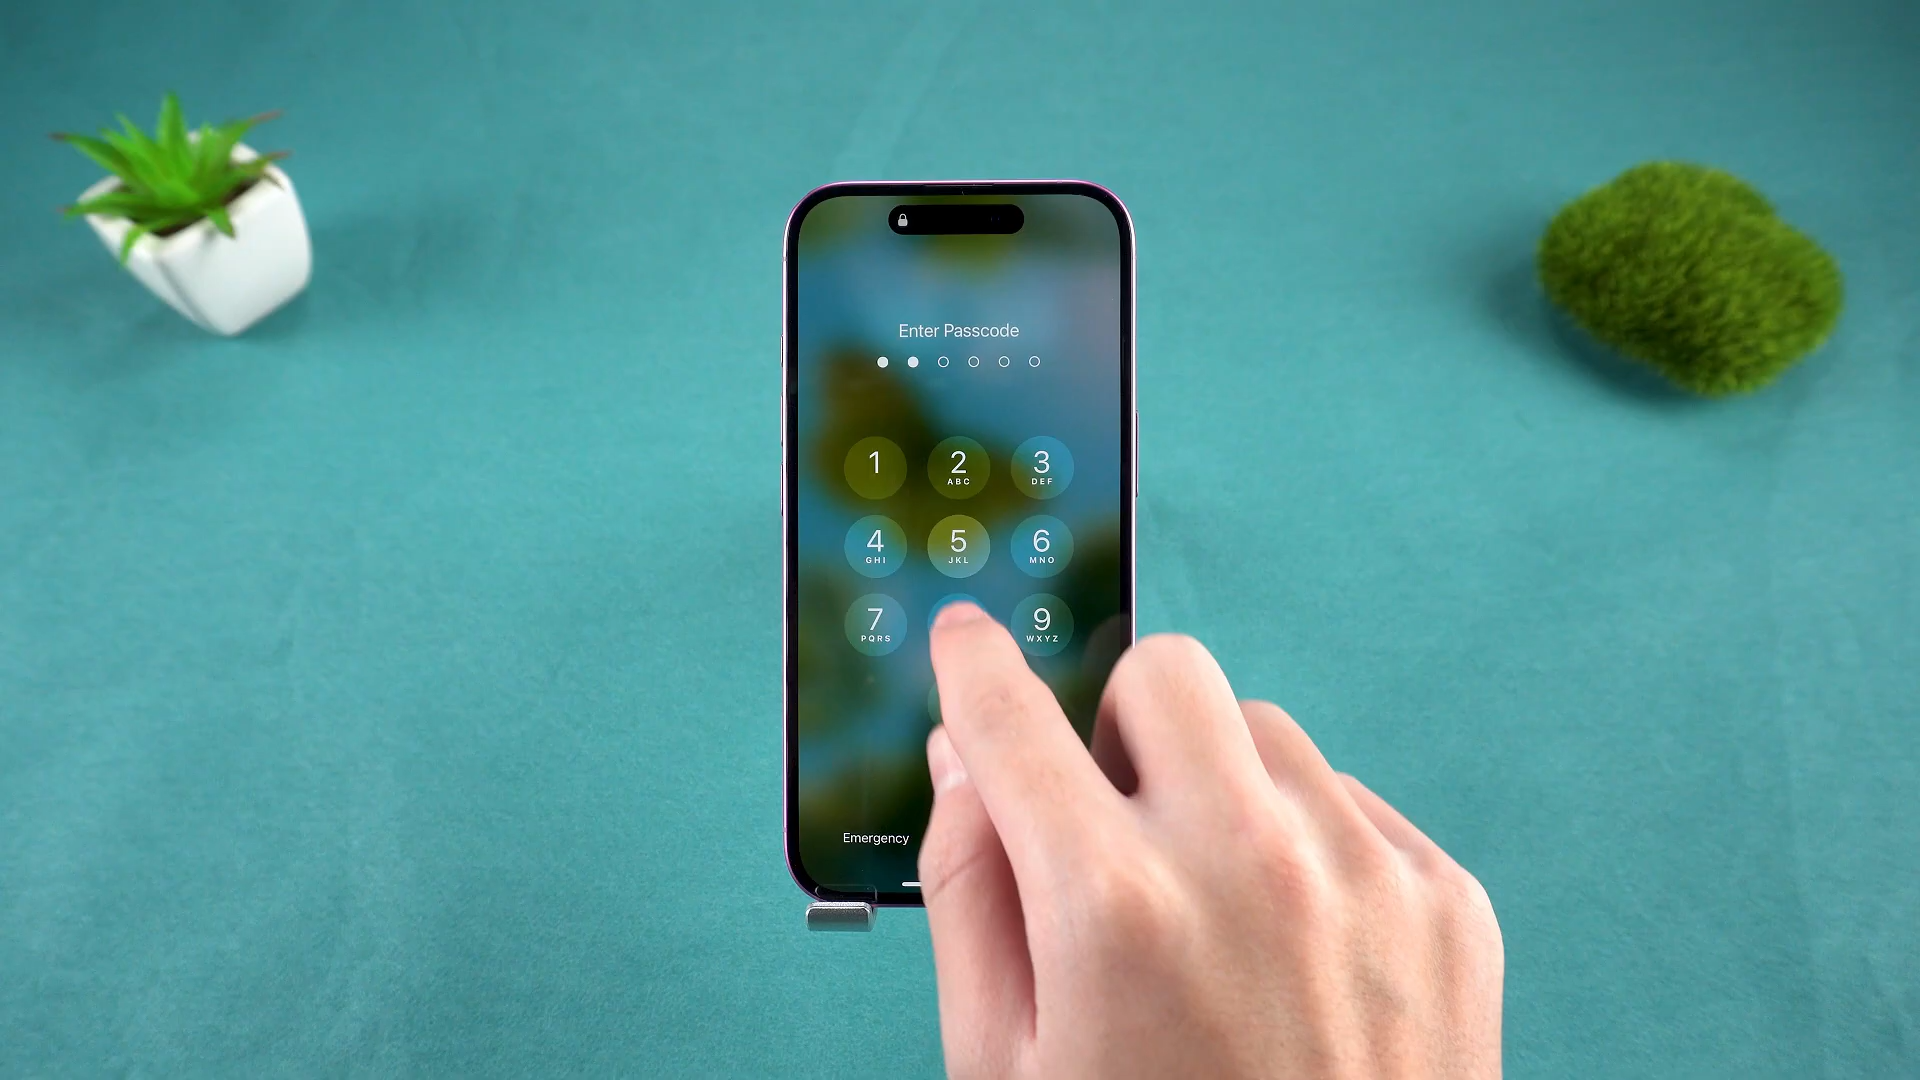 Enter Passcode
1 2 3
ABC DEF
4 5 6
GHI JKL MNO
7 9
PQRS WXYZ
Emergency